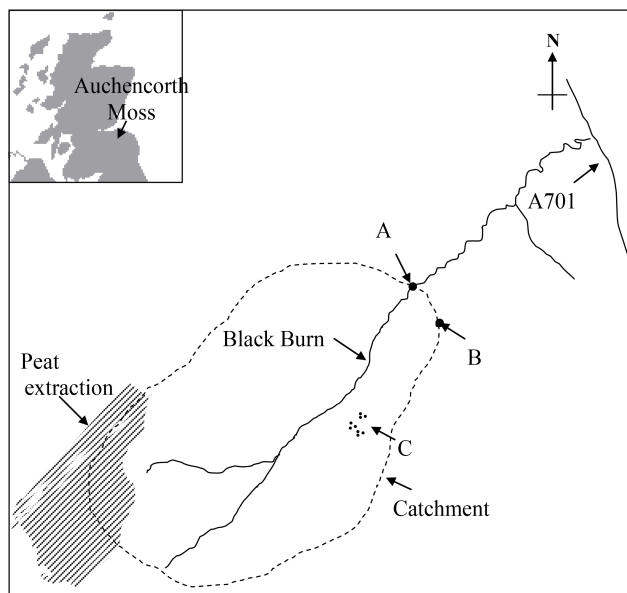 Auchencorth
Moss
N
A701
A
Black Burn
B
Peat
extraction
C
Catchment